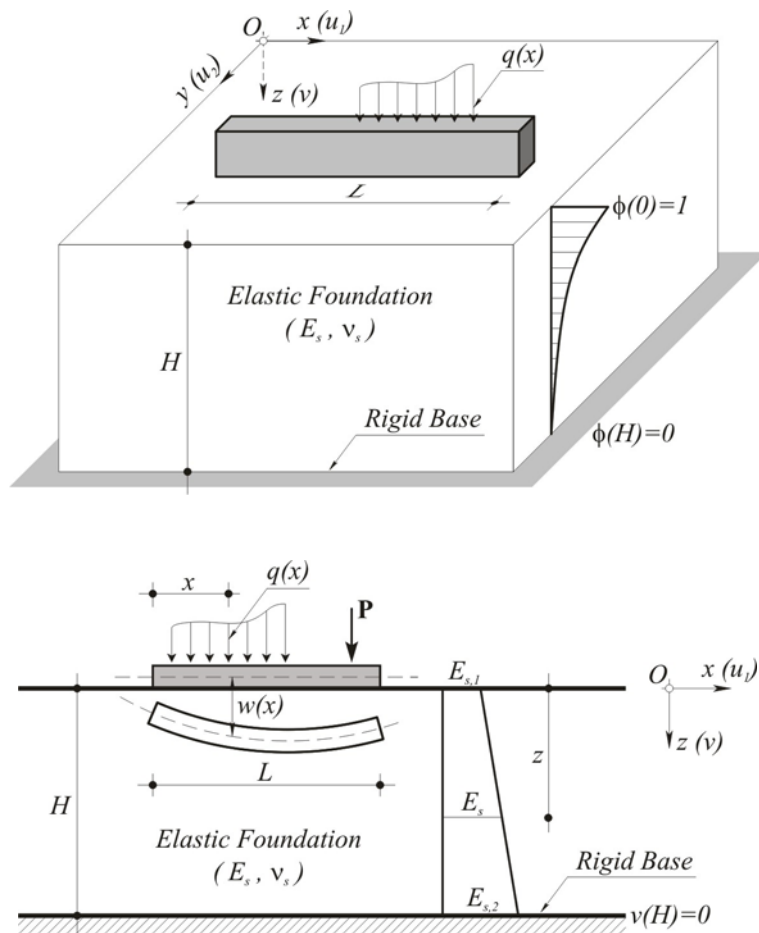 O
x (u₁)
y (u₂)
z (v)
q(x)
L
ϕ(0)=1
Elastic Foundation
( Eₛ , νₛ )
H
Rigid Base
ϕ(H)=0
x
q(x)
P
Eₛ,₁
O
x (u₁)
w(x)
z (v)
z
L
H
Eₛ
Elastic Foundation
( Eₛ , νₛ )
Rigid Base
Eₛ,₂
v(H)=0